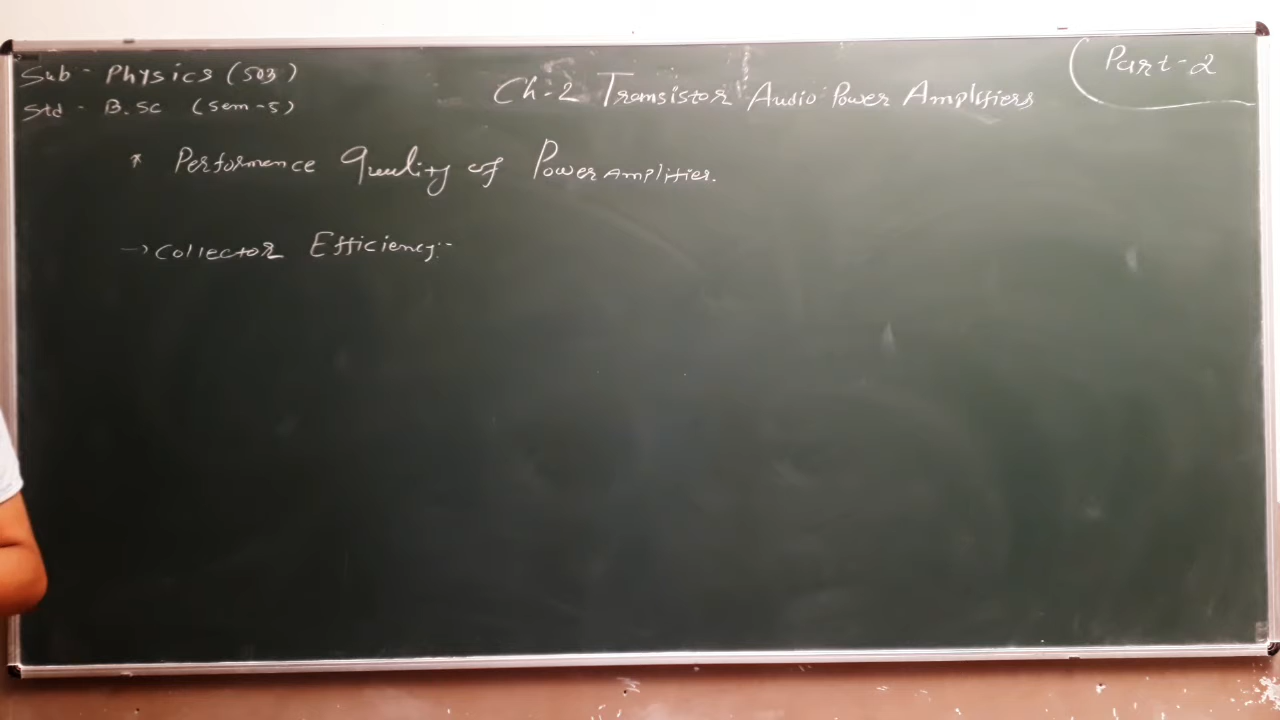 Sub - Physics (503)
Std - B.Sc (Sem-5)
Ch-2 Transistor Audio Power Amplifiers
Part-2
* Performence Quality of Power amplifier.
→ Collector Efficiency:-